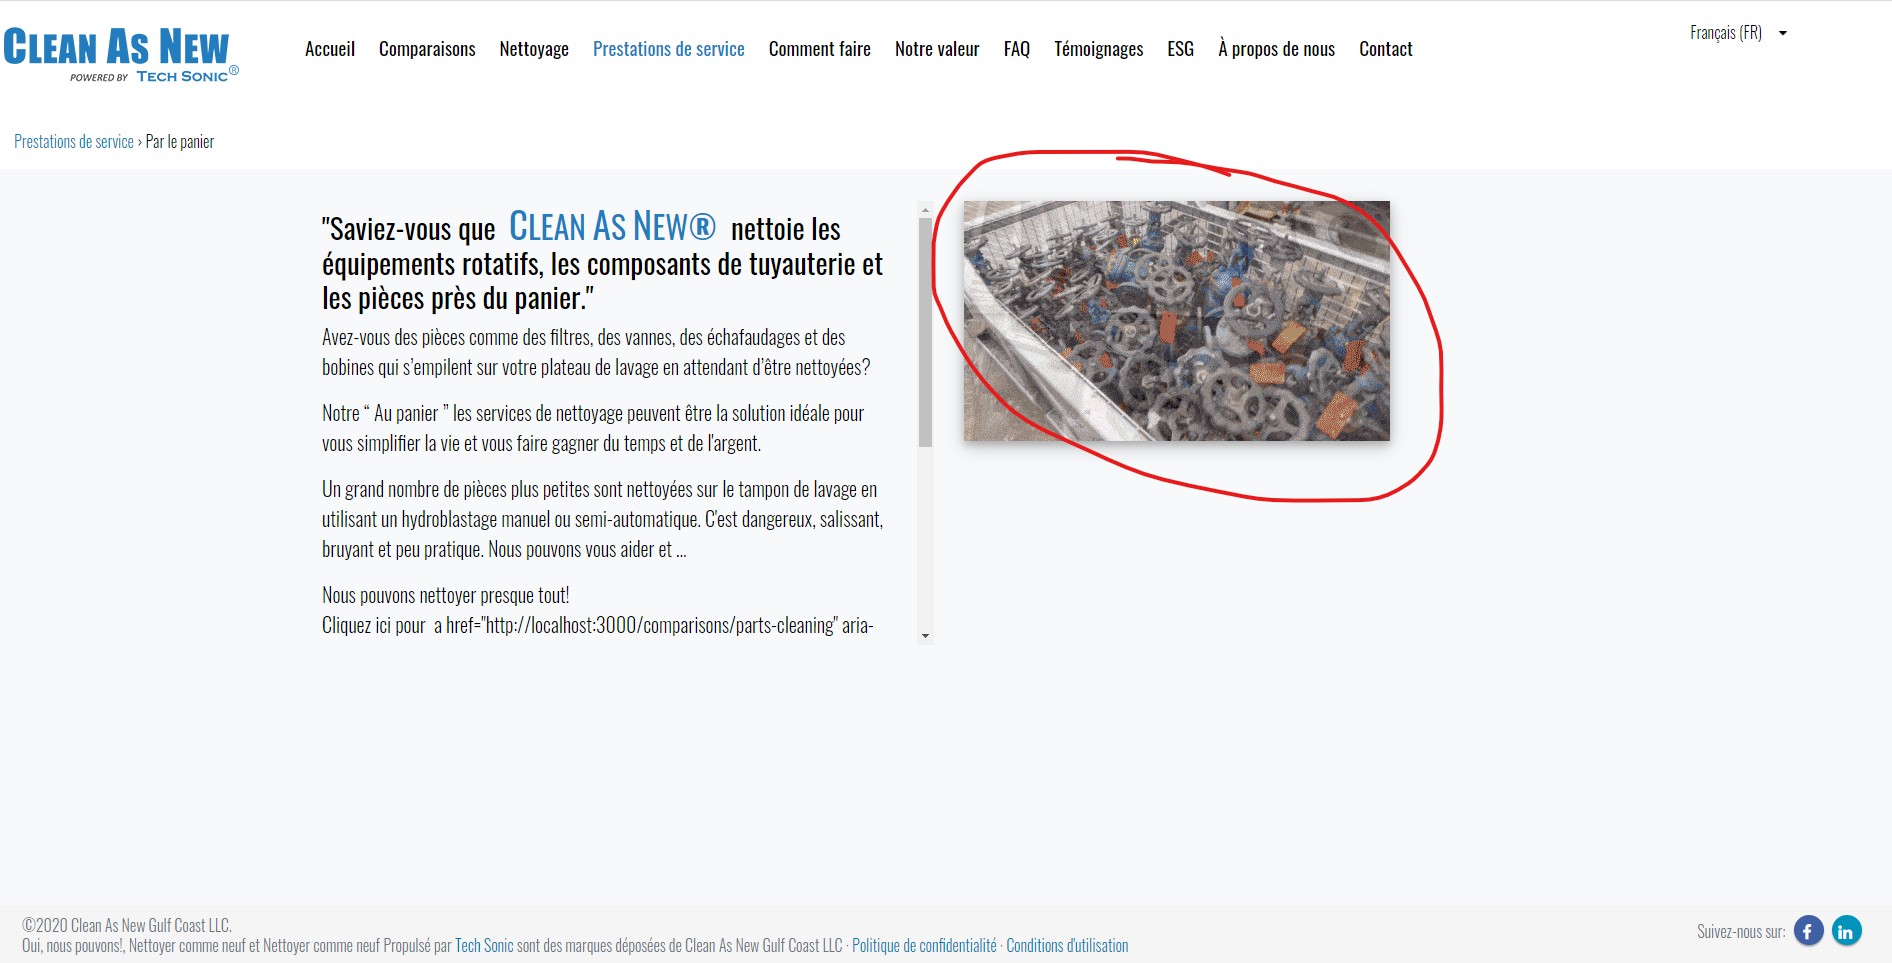 CLEAN AS NEW
POWERED BY TECH SONIC®
Accueil Comparaisons Nettoyage Prestations de service Comment faire Notre valeur FAQ Témoignages ESG À propos de nous Contact
Français (FR)
Prestations de service › Par le panier
"Saviez-vous que CLEAN AS NEW® nettoie les
équipements rotatifs, les composants de tuyauterie et
les pièces près du panier."
Avez-vous des pièces comme des filtres, des vannes, des échafaudages et des
bobines qui s’empilent sur votre plateau de lavage en attendant d’être nettoyées?
Notre “ Au panier ” les services de nettoyage peuvent être la solution idéale pour
vous simplifier la vie et vous faire gagner du temps et de l'argent.
Un grand nombre de pièces plus petites sont nettoyées sur le tampon de lavage en
utilisant un hydroblastage manuel ou semi-automatique. C'est dangereux, salissant,
bruyant et peu pratique. Nous pouvons vous aider et ...
Nous pouvons nettoyer presque tout!
Cliquez ici pour a href="http://localhost:3000/comparisons/parts-cleaning" aria-
©2020 Clean As New Gulf Coast LLC.
Oui, nous pouvons!, Nettoyer comme neuf et Nettoyer comme neuf Propulsé par Tech Sonic sont des marques déposées de Clean As New Gulf Coast LLC · Politique de confidentialité · Conditions d'utilisation
Suivez-nous sur: